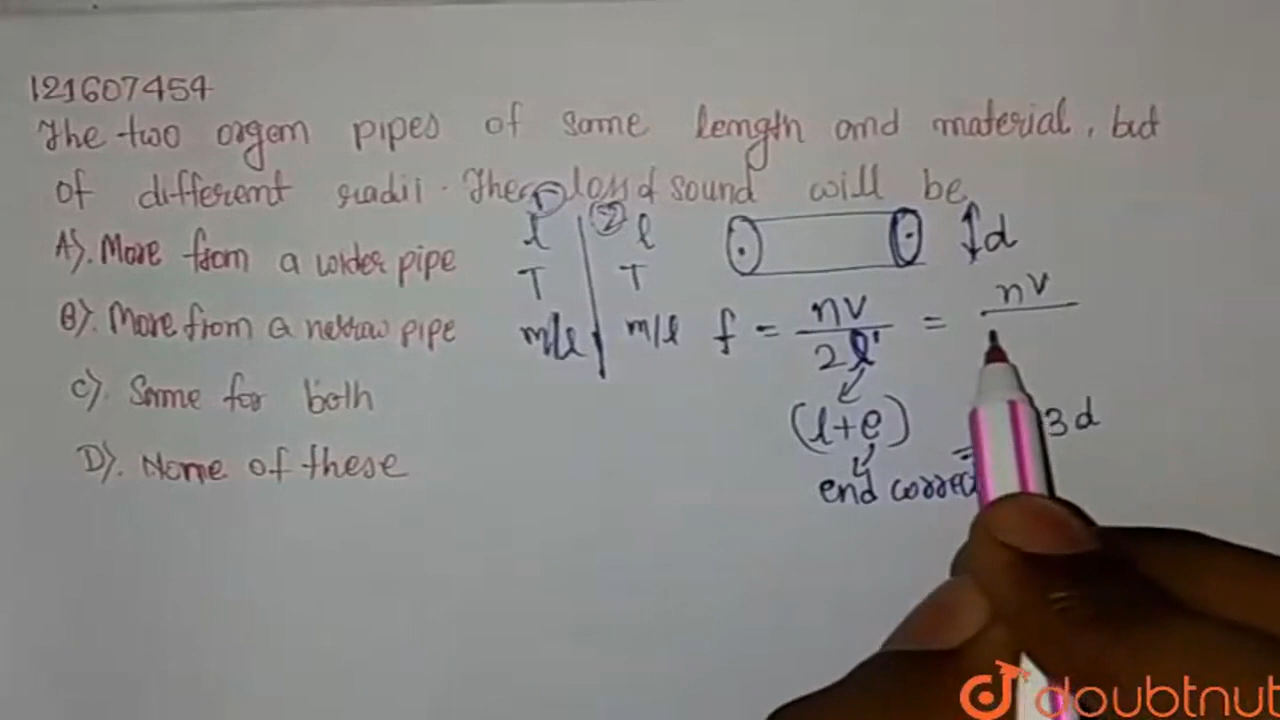 121607454
The two organ pipes of same length and material, but
of different radii. The loss of sound will be
A). More from a wider pipe
B). More from a narrow pipe
C). Same for both
D). None of these
① ②
l l
T T
m/l m/l
d
f = nv / 2l' = nv
(l+e)
= 3d
end correc
doubtnut